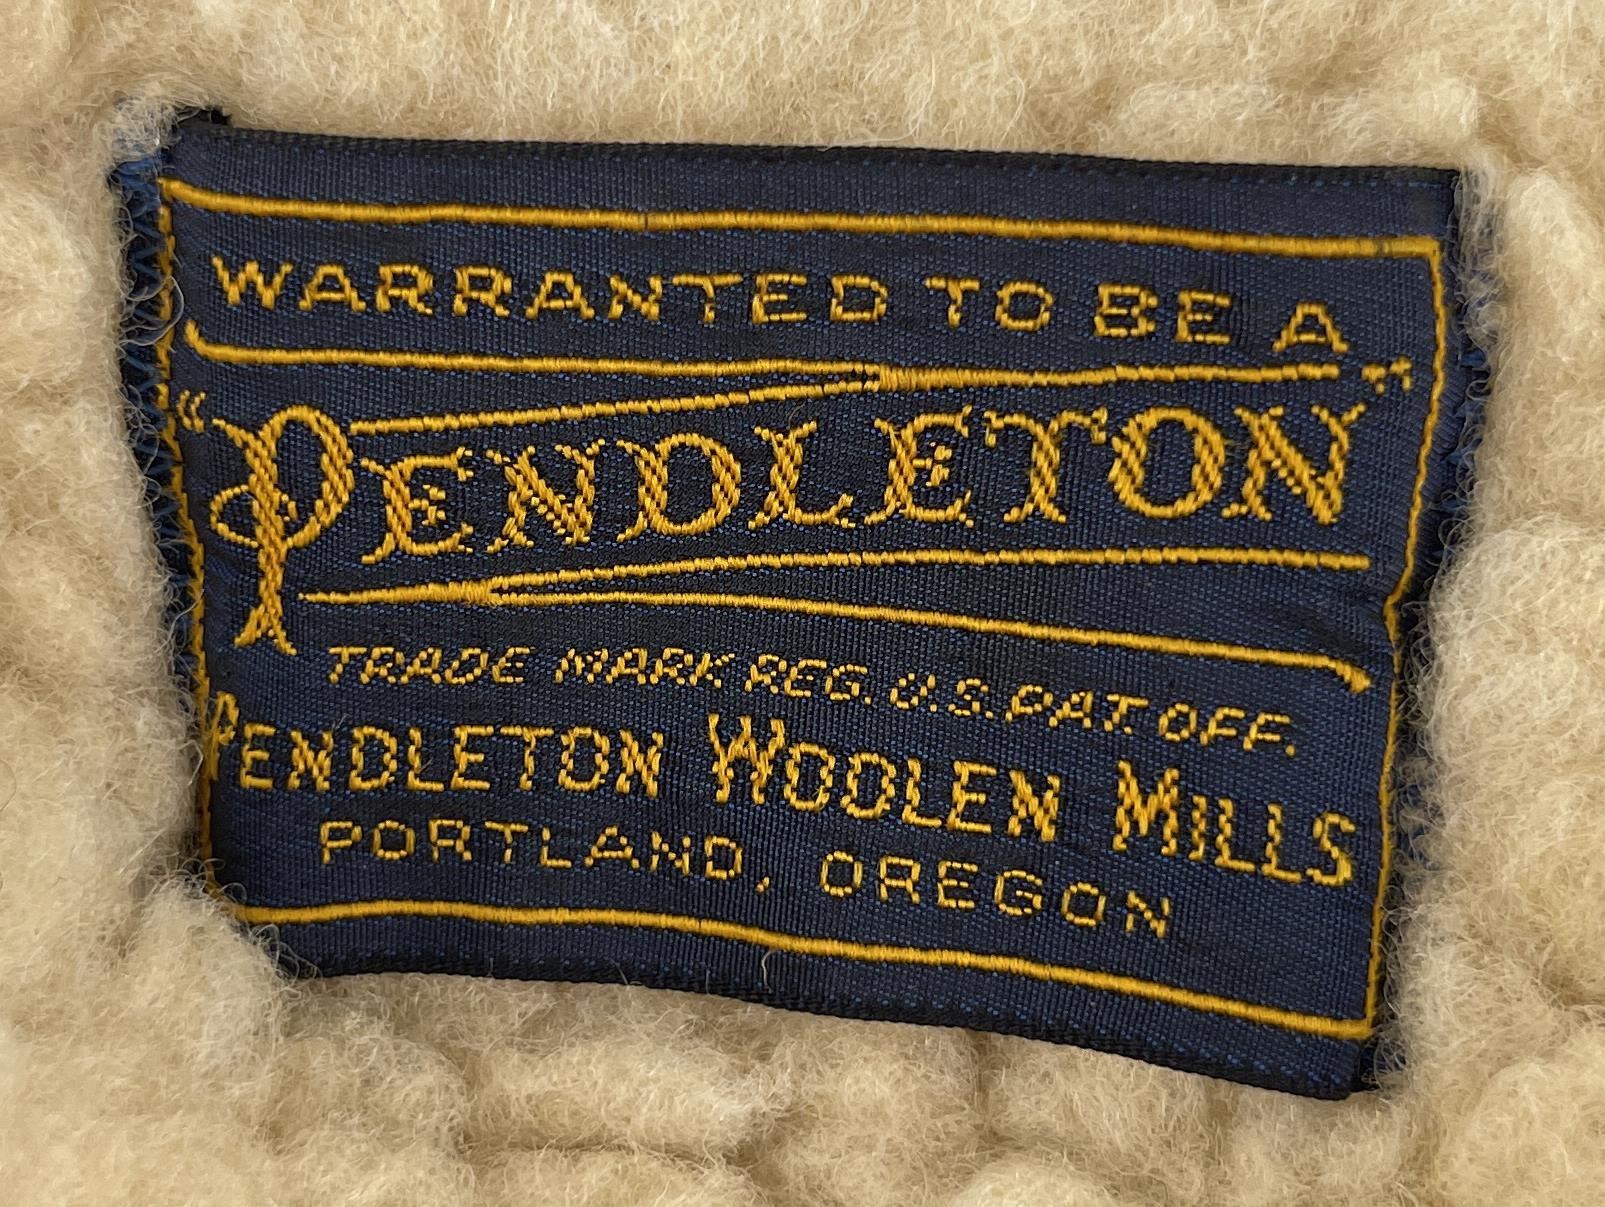 WARRANTED TO BE A
"PENDLETON"
TRADE MARK REG. U.S. PAT. OFF.
PENDLETON WOOLEN MILLS
PORTLAND, OREGON